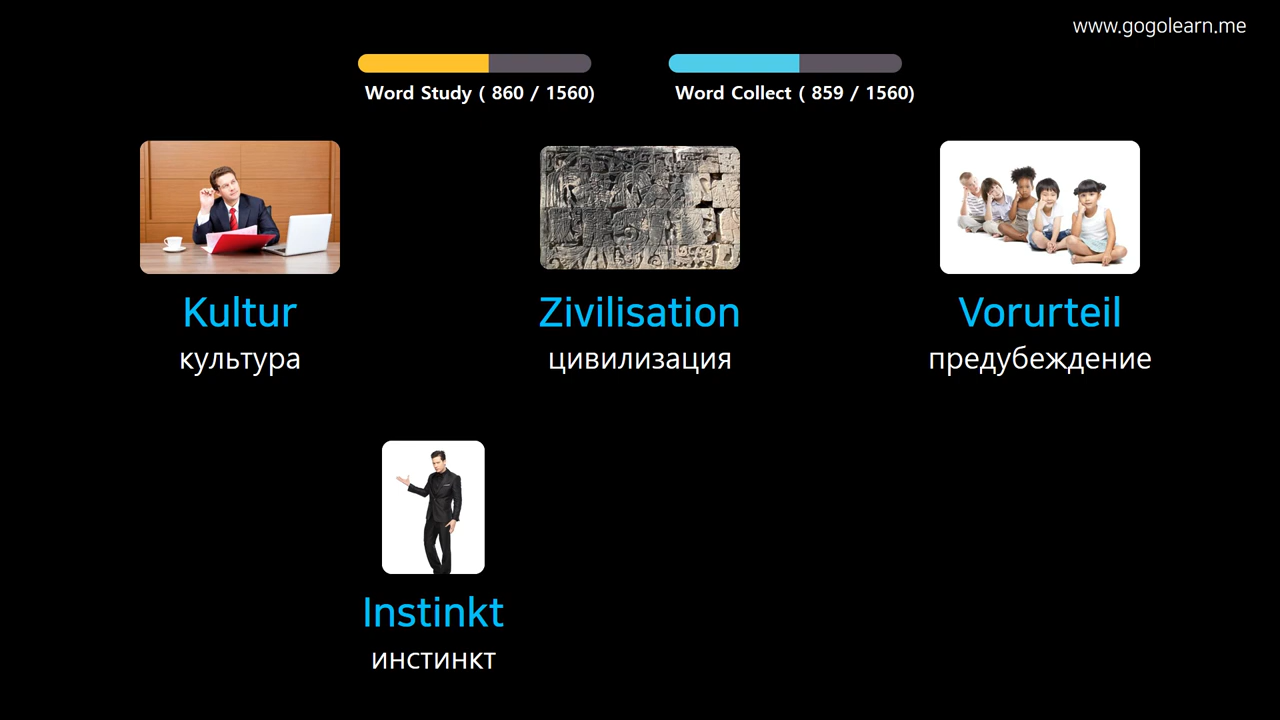 www.gogolearn.me
Word Study ( 860 / 1560)
Word Collect ( 859 / 1560)
Kultur
культура
Zivilisation
цивилизация
Vorurteil
предубеждение
Instinkt
инстинкт